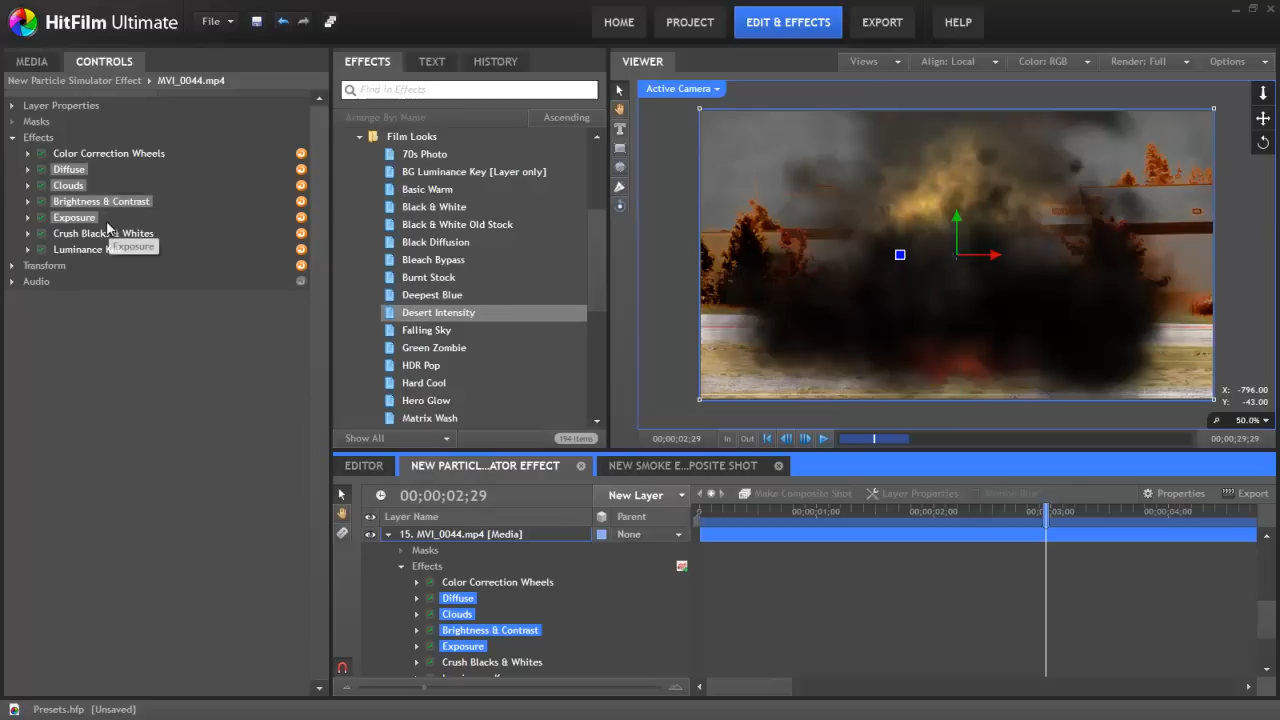 HitFilm Ultimate
File
HOME
PROJECT
EDIT & EFFECTS
EXPORT
HELP
MEDIA
CONTROLS
New Particle Simulator Effect
MVI_0044.mp4
Layer Properties
Masks
Effects
Color Correction Wheels
Diffuse
Clouds
Brightness & Contrast
Exposure
Crush Blacks & Whites
Luminance K
Exposure
Transform
Audio
EFFECTS
TEXT
HISTORY
Find in Effects
Arrange By: Name
Ascending
Film Looks
70s Photo
BG Luminance Key [Layer only]
Basic Warm
Black & White
Black & White Old Stock
Black Diffusion
Bleach Bypass
Burnt Stock
Deepest Blue
Desert Intensity
Falling Sky
Green Zombie
HDR Pop
Hard Cool
Hero Glow
Matrix Wash
Show All
194 Items
VIEWER
Views
Align: Local
Color: RGB
Render: Full
Options
Active Camera
X: -796.00
Y: -43.00
50.0%
00;00;02;29
In
Out
00;00;29;29
EDITOR
NEW PARTICL...ATOR EFFECT
NEW SMOKE E...POSITE SHOT
00;00;02;29
New Layer
Make Composite Shot
Layer Properties
Motion Blur
Properties
Export
Layer Name
Parent
0
00;00;01;00
00;00;02;00
00;00;03;00
00;00;04;00
15. MVI_0044.mp4 [Media]
None
Masks
Effects
Color Correction Wheels
Diffuse
Clouds
Brightness & Contrast
Exposure
Crush Blacks & Whites
Presets.hfp [Unsaved]